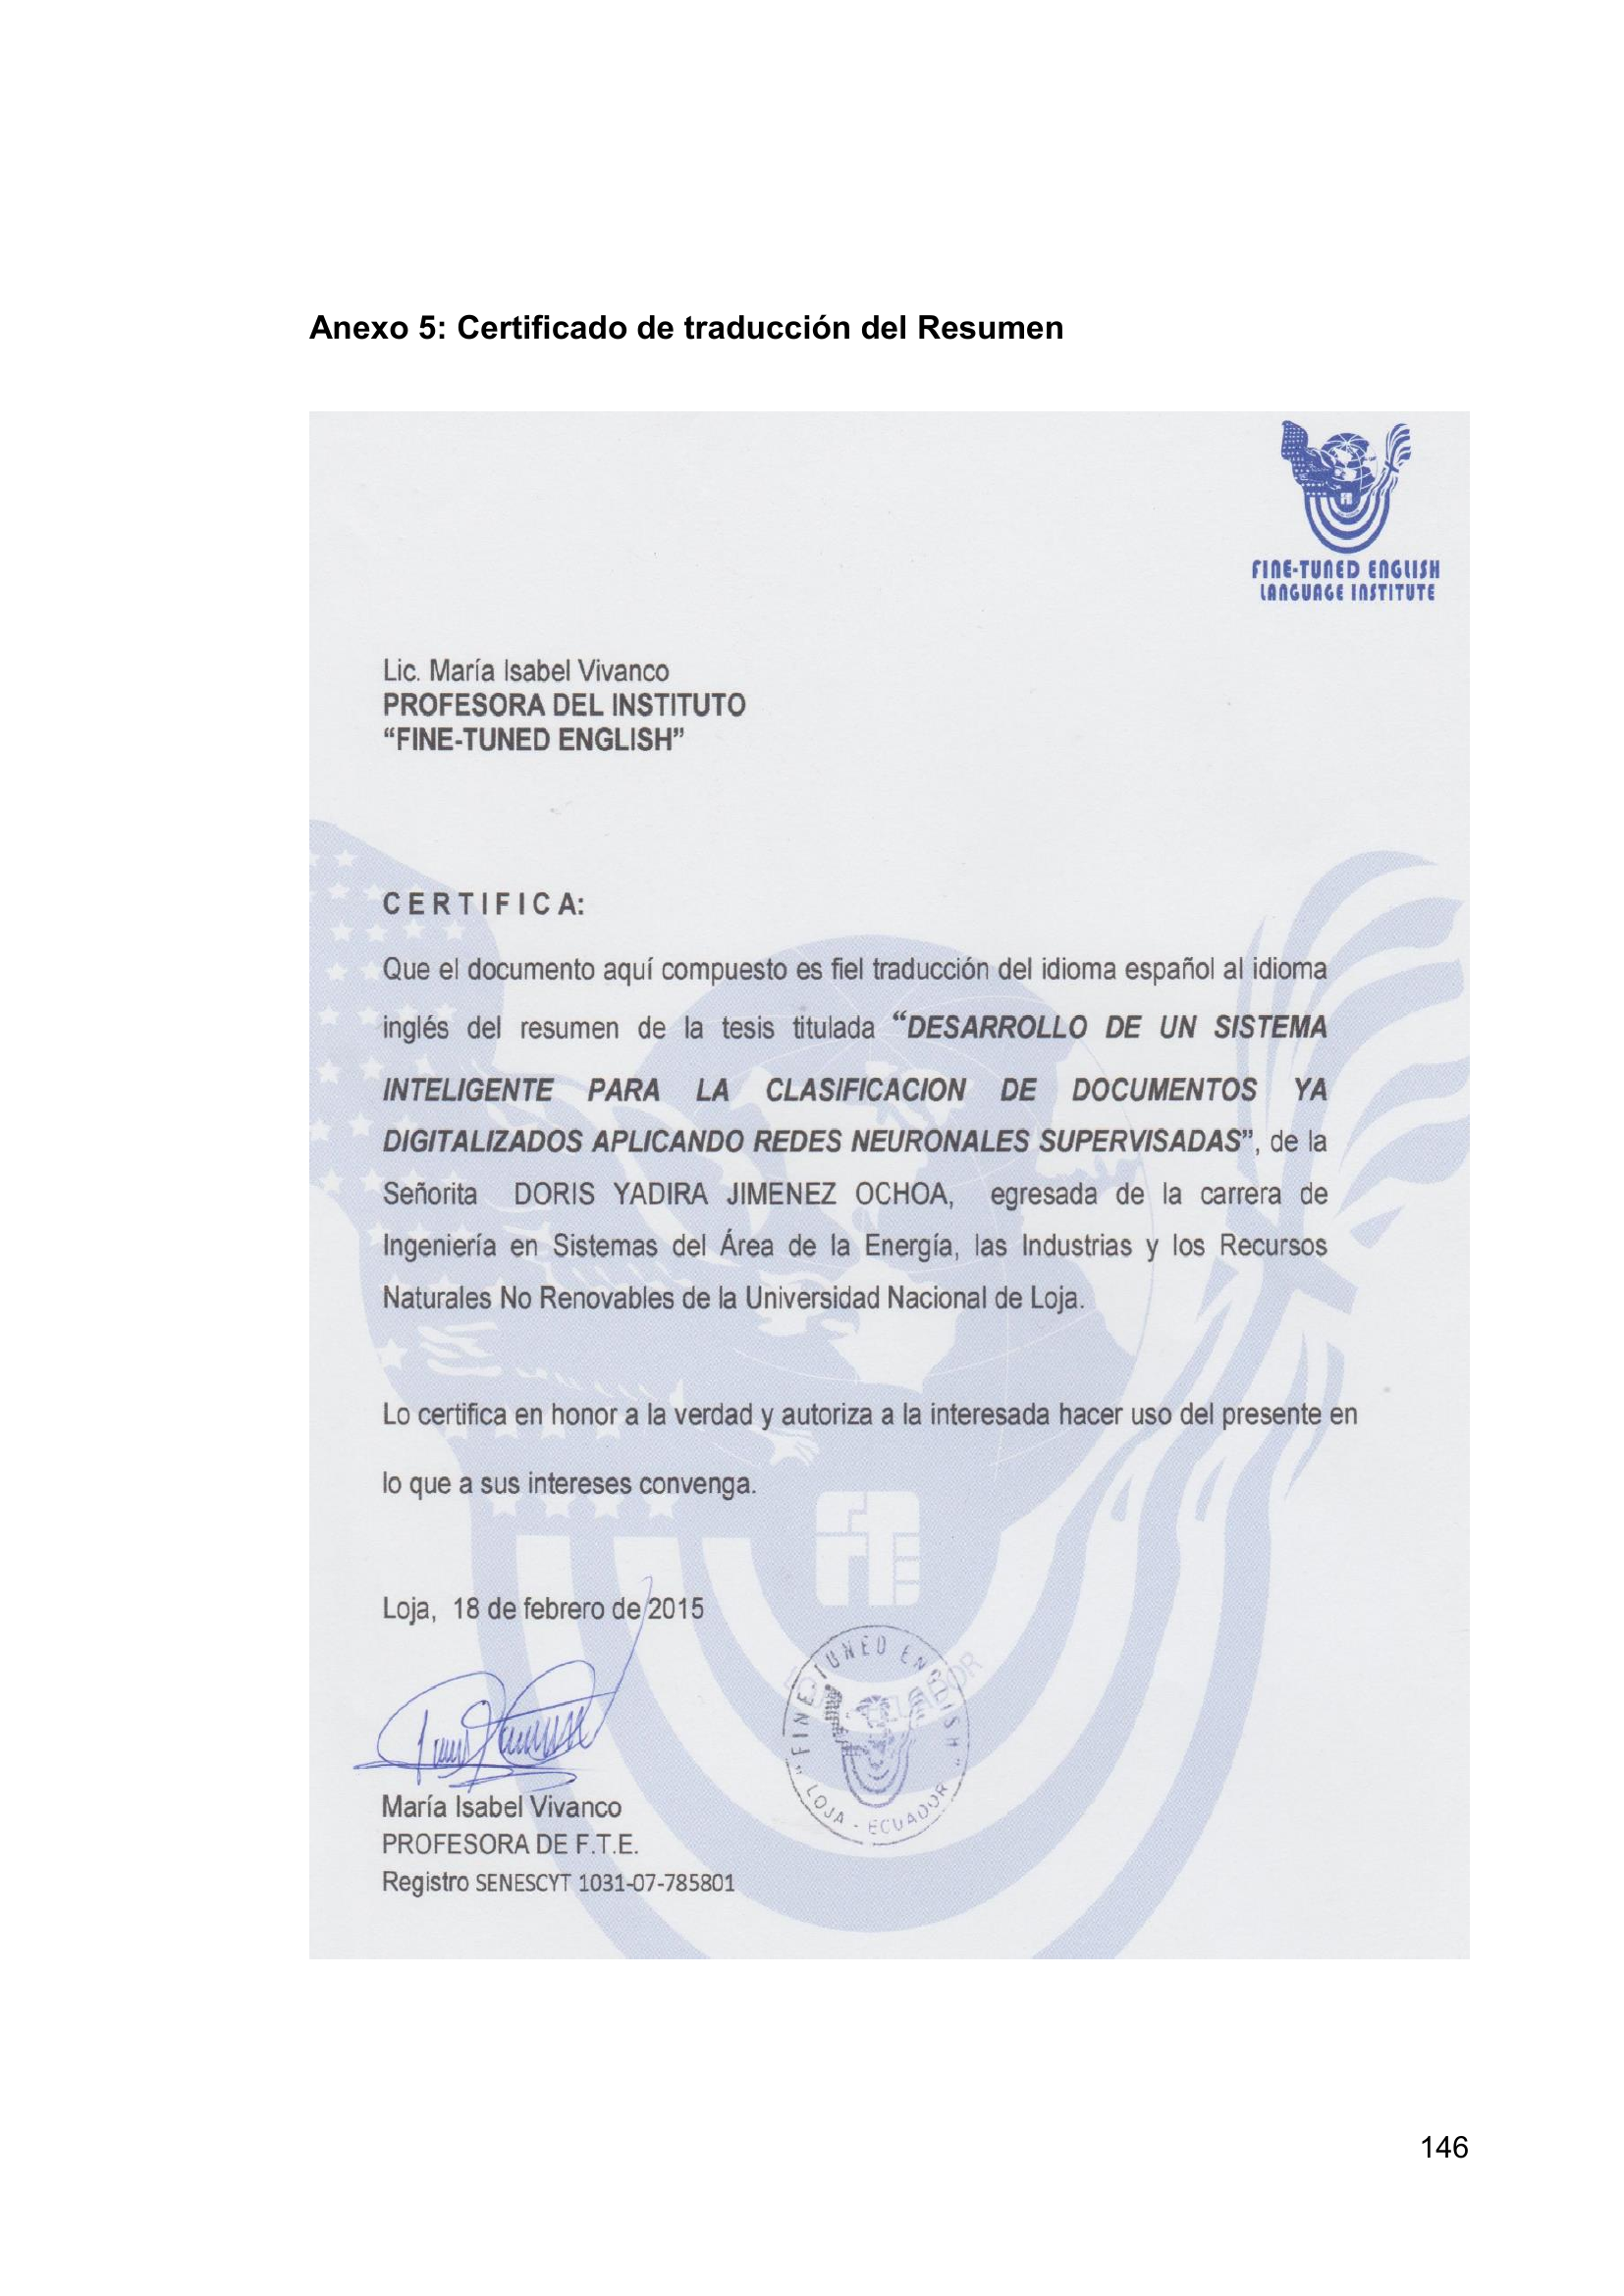 Anexo 5: Certificado de traducción del Resumen
FINE-TUNED ENGLISH
LANGUAGE INSTITUTE
Lic. María Isabel Vivanco
PROFESORA DEL INSTITUTO
“FINE-TUNED ENGLISH”
CERTIFICA:
Que el documento aquí compuesto es fiel traducción del idioma español al idioma
inglés del resumen de la tesis titulada “DESARROLLO DE UN SISTEMA
INTELIGENTE PARA LA CLASIFICACION DE DOCUMENTOS YA
DIGITALIZADOS APLICANDO REDES NEURONALES SUPERVISADAS”, de la
Señorita DORIS YADIRA JIMENEZ OCHOA, egresada de la carrera de
Ingeniería en Sistemas del Área de la Energía, las Industrias y los Recursos
Naturales No Renovables de la Universidad Nacional de Loja.
Lo certifica en honor a la verdad y autoriza a la interesada hacer uso del presente en
lo que a sus intereses convenga.
FTE
Loja, 18 de febrero de 2015
"FINE-TUNED ENGLISH"
LOJA - ECUADOR
María Isabel Vivanco
PROFESORA DE F.T.E.
Registro SENESCYT 1031-07-785801
146